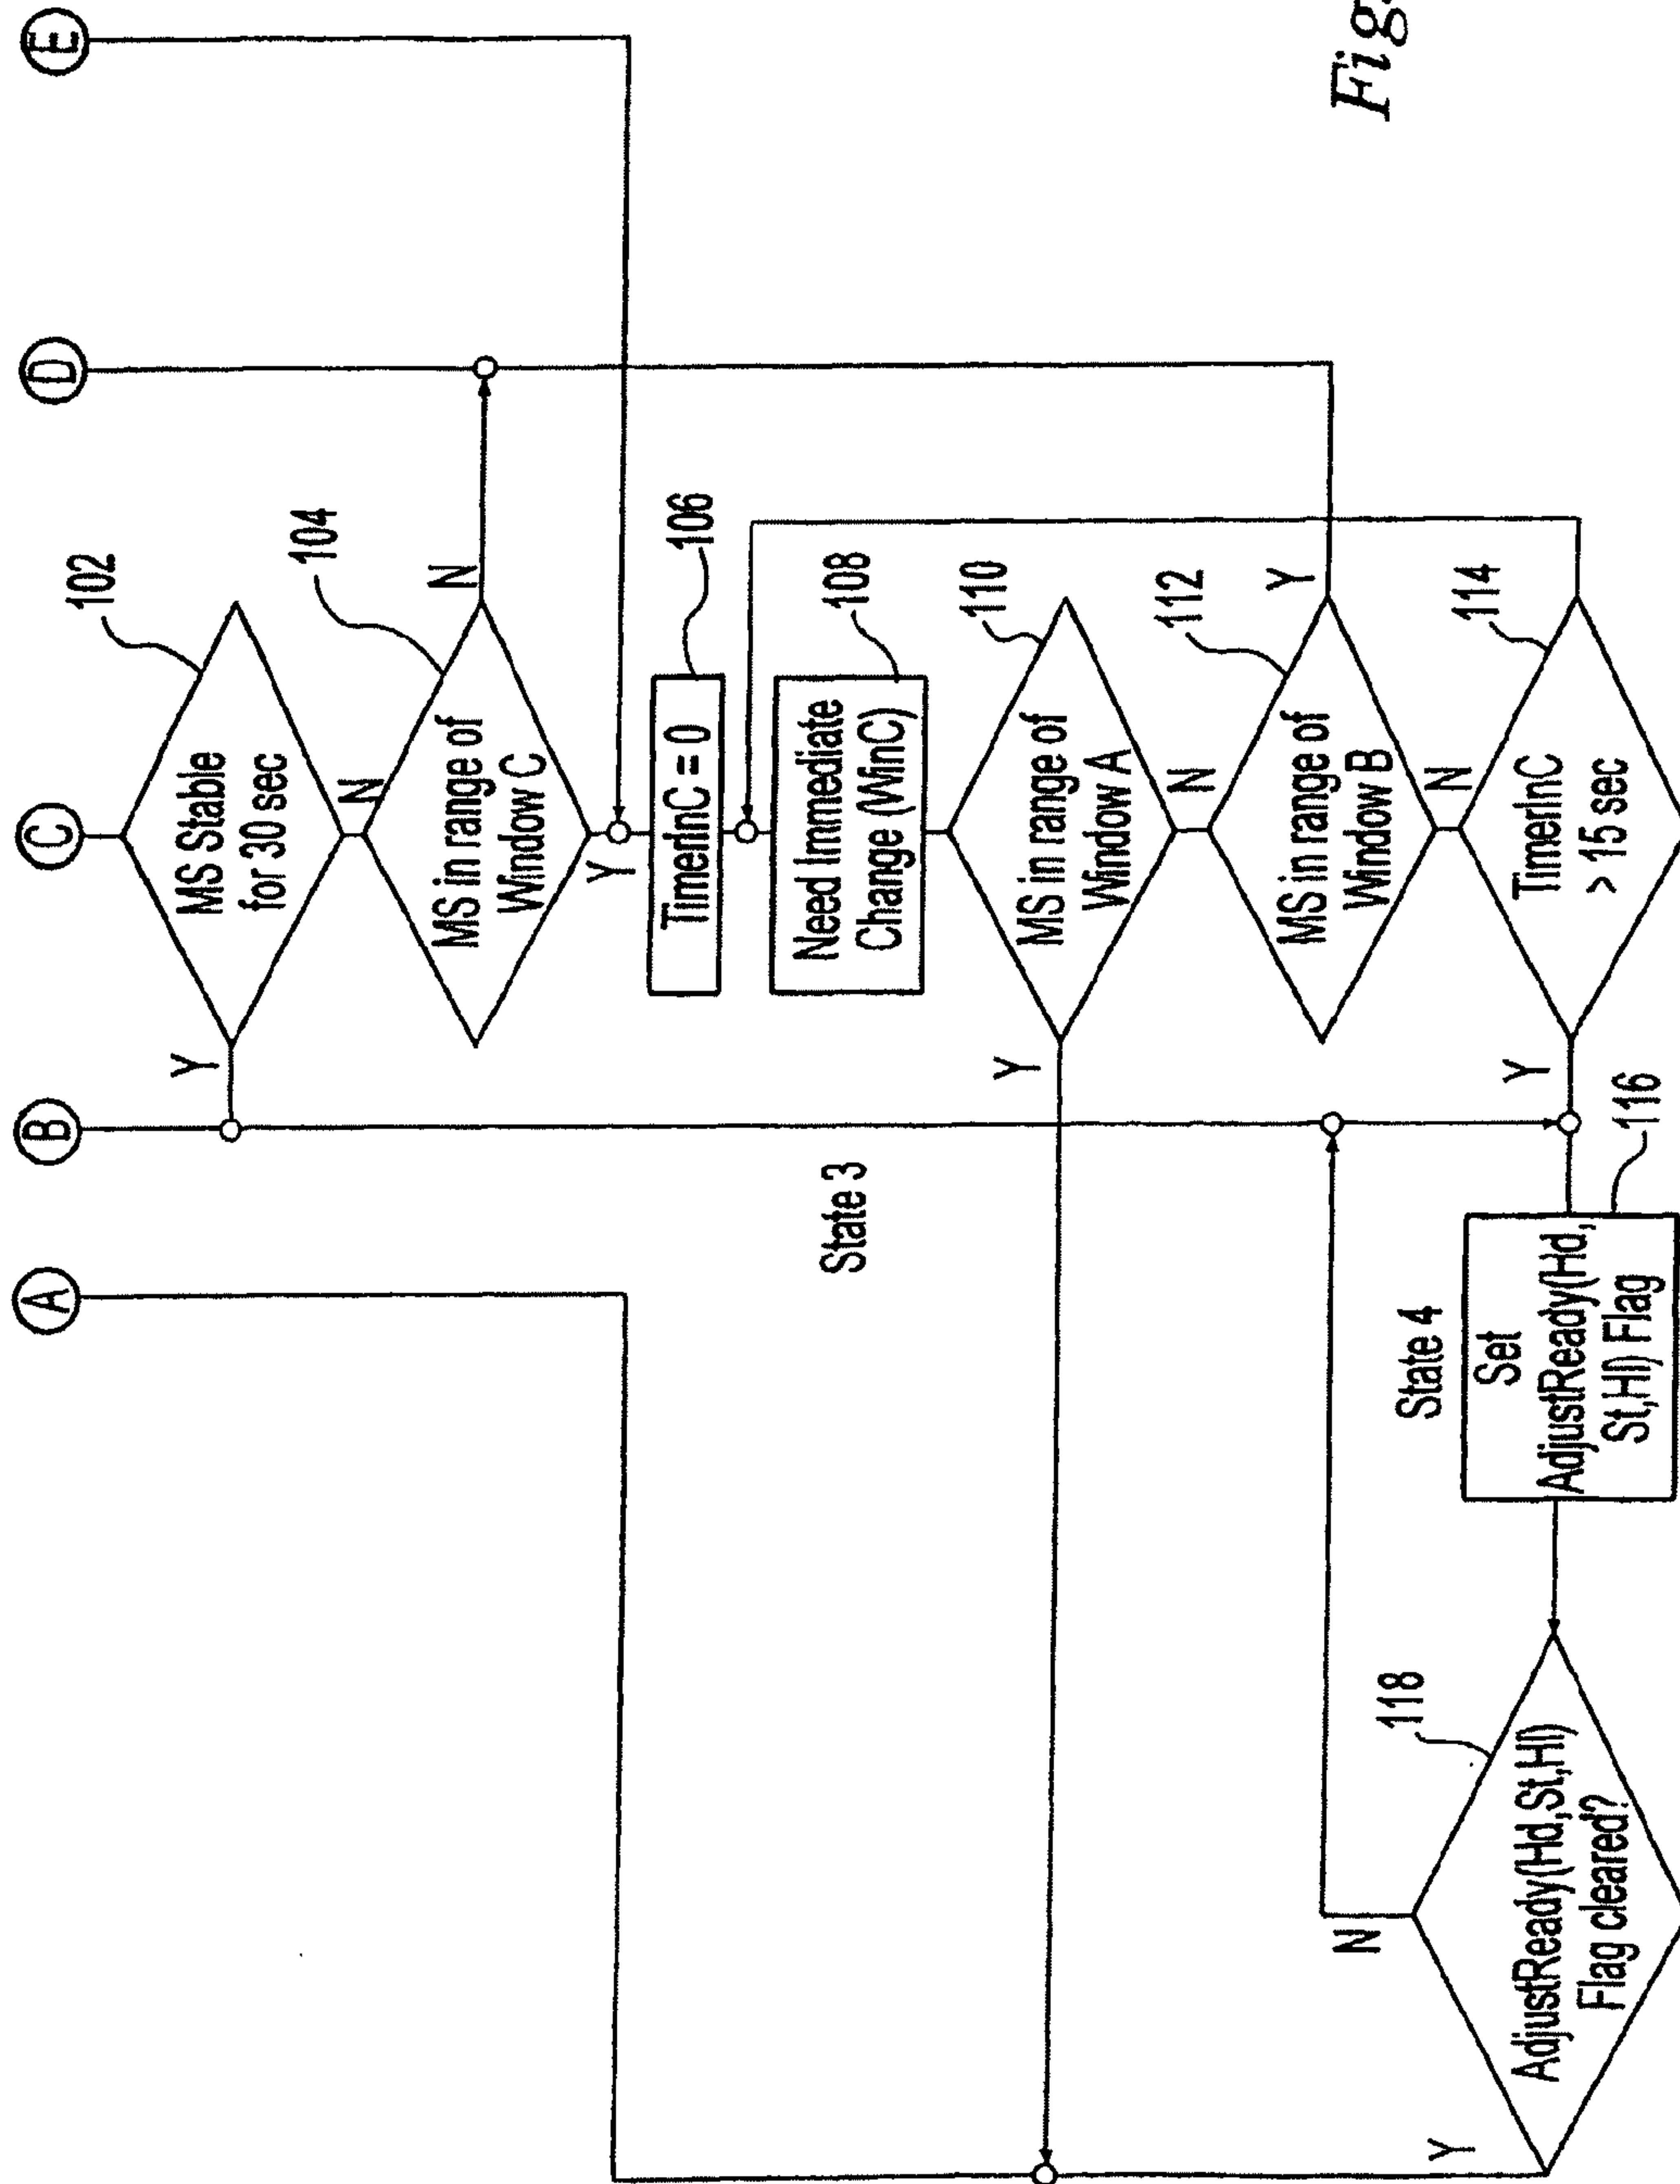 A
B
C
D
E
102
MS Stable
for 30 sec
Y
N
104
MS in range of
Window C
N
Y
106
TimerInC = 0
108
Need Immediate
Change (WinC)
State 3
110
MS in range of
Window A
Y
N
112
MS in range of
Window B
Y
N
114
TimerInC
> 15 sec
Y
116
State 4
Set
AdjustReady(Hd,
St,Hl) Flag
118
AdjustReady(Hd,St,Hl)
Flag cleared?
N
Y
Fig.